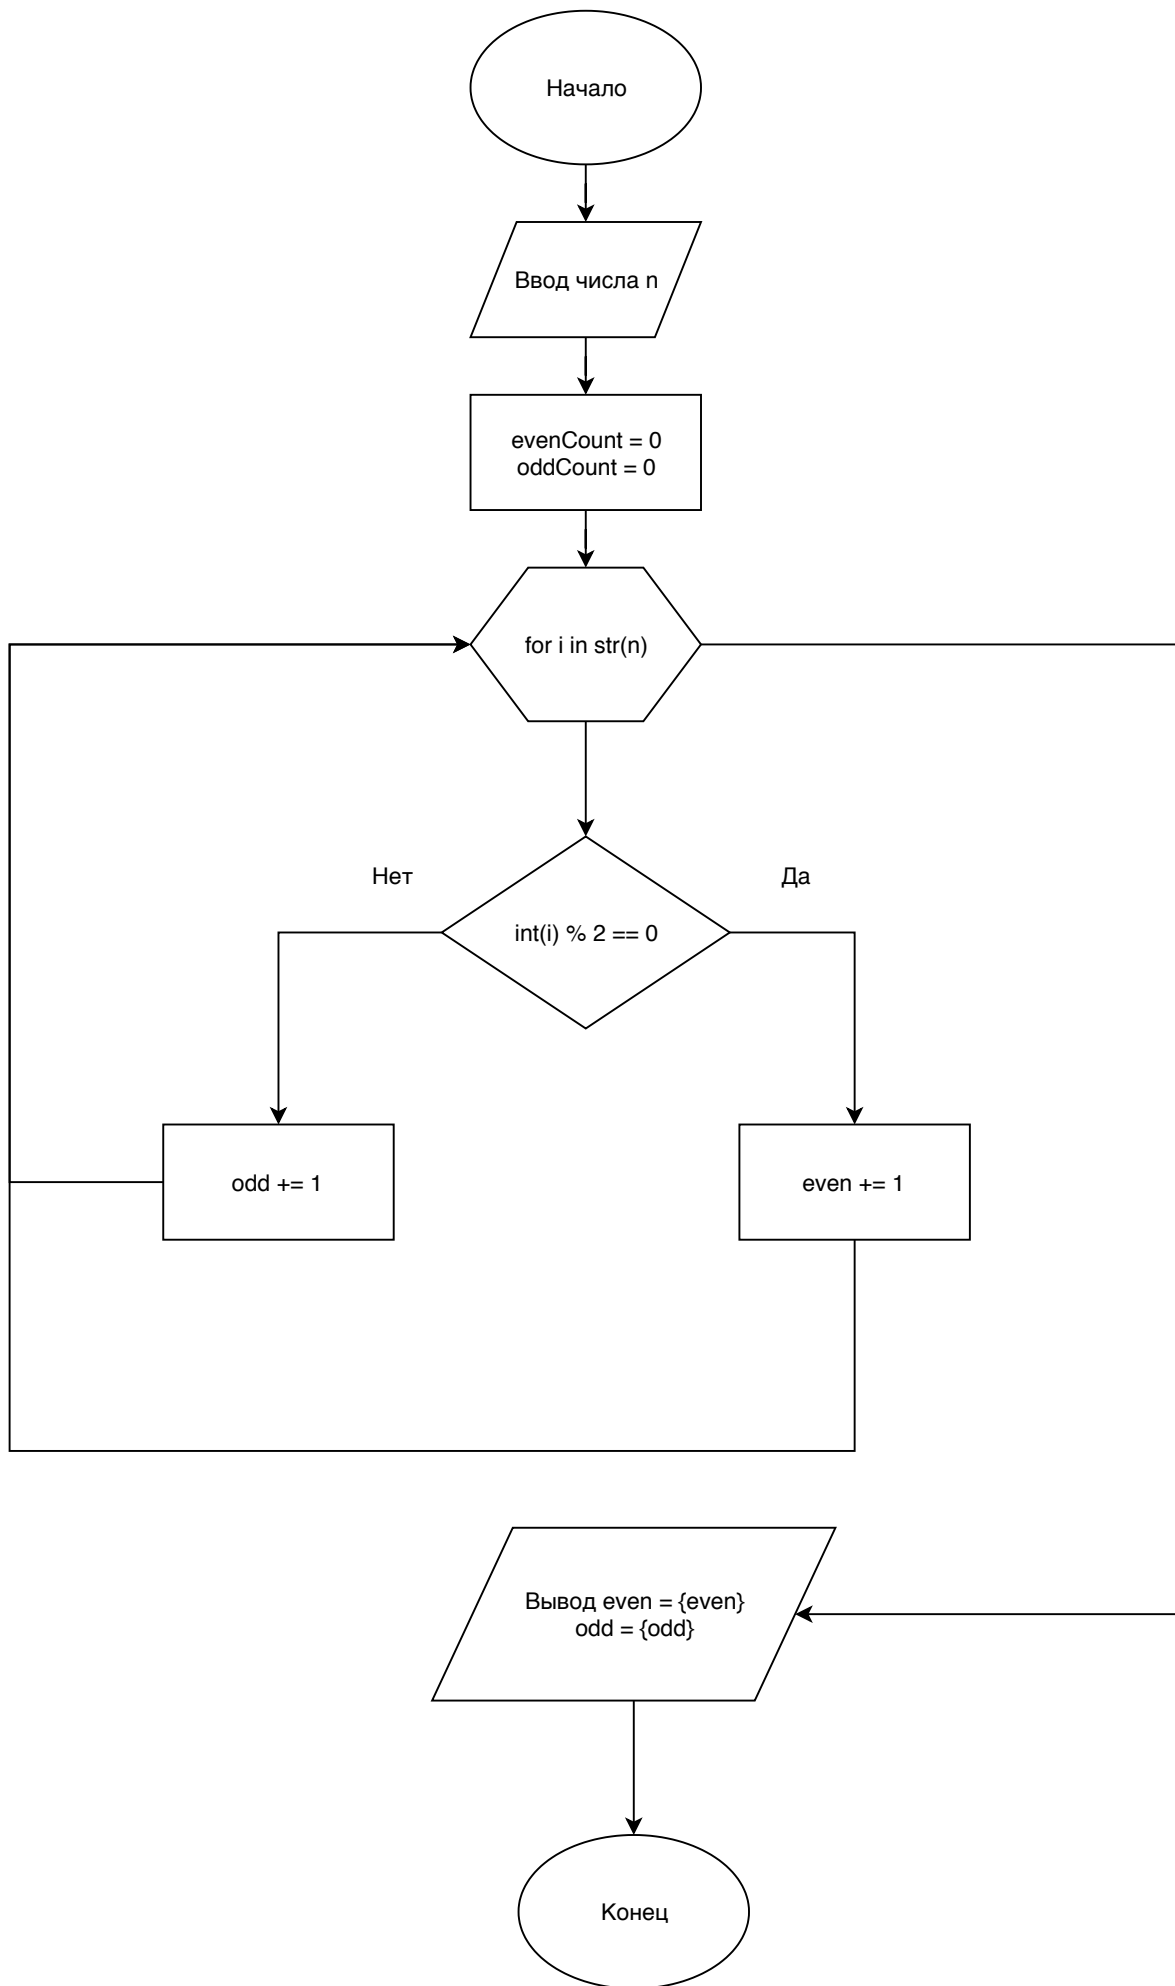 Начало
Ввод числа n
evenCount = 0
oddCount = 0
for i in str(n)
Нет
Да
int(i) % 2 == 0
odd += 1
even += 1
Вывод even = {even}
odd = {odd}
Конец